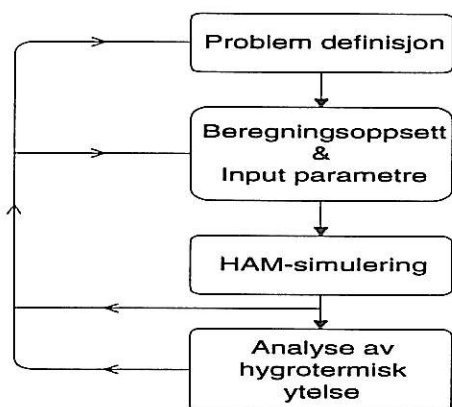 Problem definisjon
Beregningsoppsett
&
Input parametre
HAM-simulering
Analyse av
hygrotermisk
ytelse